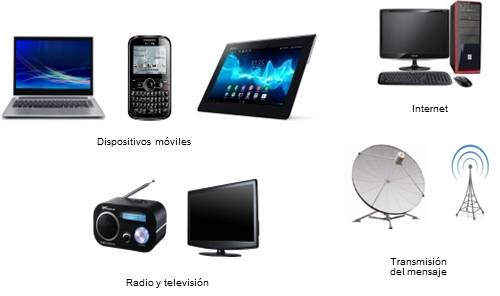 Internet
Dispositivos móviles
Transmisión
del mensaje
Radio y televisión